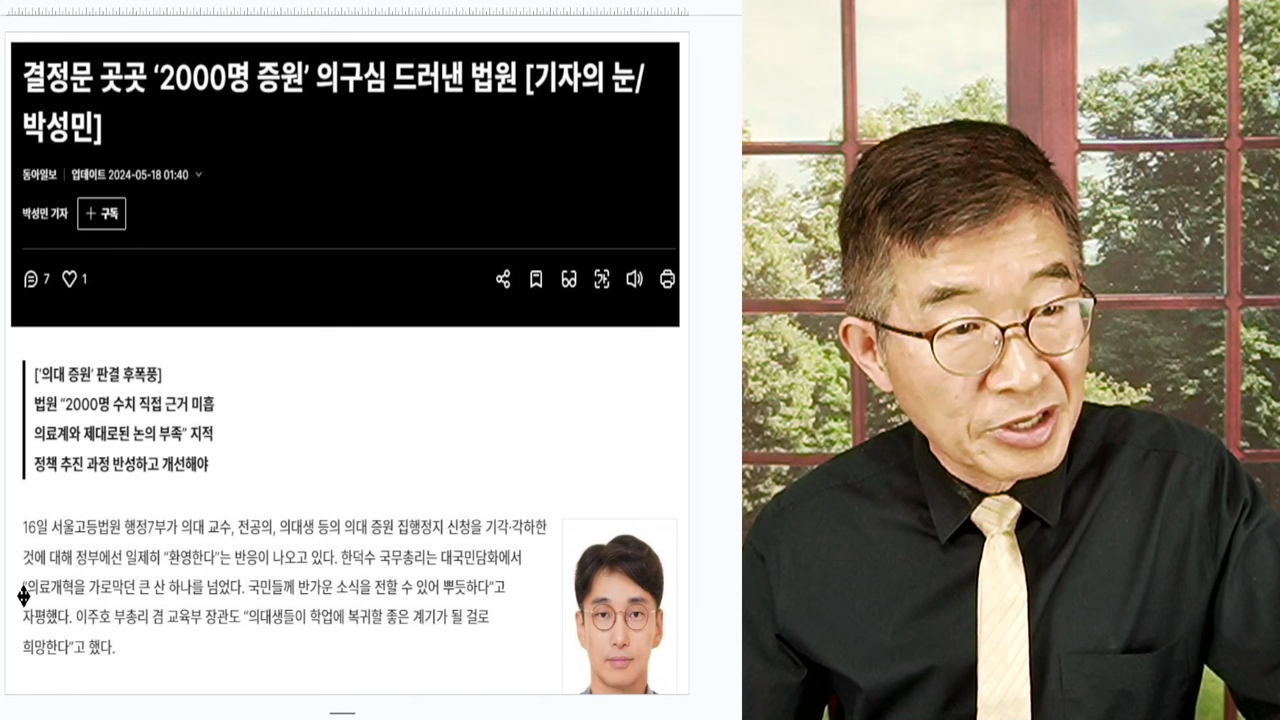 결정문 곳곳 ‘2000명 증원’ 의구심 드러낸 법원 [기자의 눈/
박성민]
동아일보 | 업데이트 2024-05-18 01:40
박성민 기자 + 구독
7 1
가
['의대 증원' 판결 후폭풍]
법원 “2000명 수치 직접 근거 미흡
의료계와 제대로된 논의 부족” 지적
정책 추진 과정 반성하고 개선해야
16일 서울고등법원 행정7부가 의대 교수, 전공의, 의대생 등의 의대 증원 집행정지 신청을 기각·각하한
것에 대해 정부에선 일제히 “환영한다”는 반응이 나오고 있다. 한덕수 국무총리는 대국민담화에서
“의료개혁을 가로막던 큰 산 하나를 넘었다. 국민들께 반가운 소식을 전할 수 있어 뿌듯하다”고
자평했다. 이주호 부총리 겸 교육부 장관도 “의대생들이 학업에 복귀할 좋은 계기가 될 걸로
희망한다”고 했다.